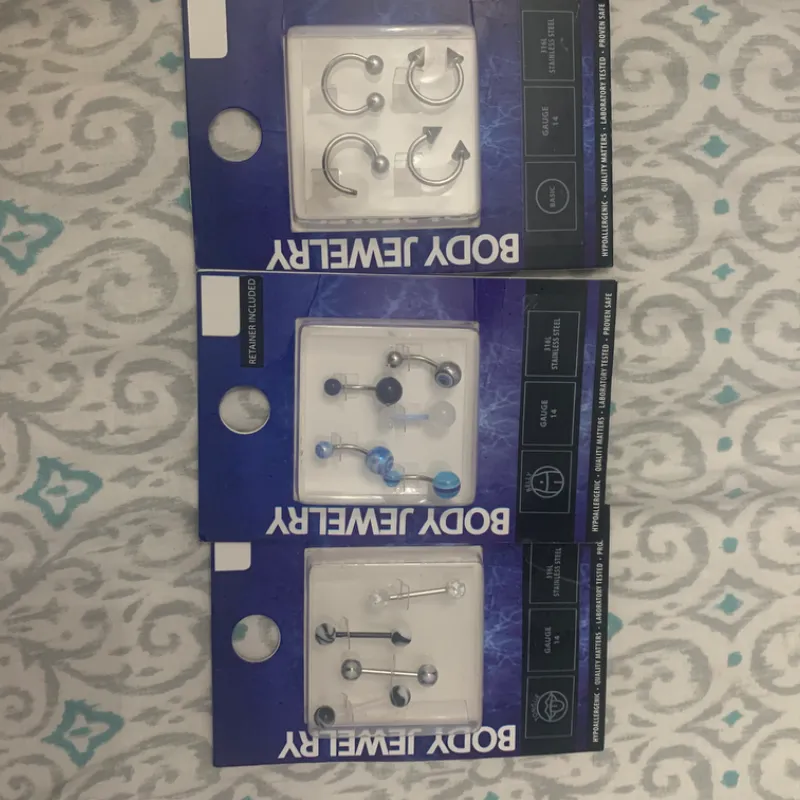 BODY JEWELRY
BASIC
GAUGE
14
316L
STAINLESS STEEL
HYPOALLERGENIC • QUALITY MATTERS • LABORATORY TESTED • PROVEN SAFE
RETAINER INCLUDED
BODY JEWELRY
BELLY
GAUGE
14
316L
STAINLESS STEEL
HYPOALLERGENIC • QUALITY MATTERS • LABORATORY TESTED • PROVEN SAFE
BODY JEWELRY
TONGUE
GAUGE
14
316L
STAINLESS STEEL
HYPOALLERGENIC • QUALITY MATTERS • LABORATORY TESTED •